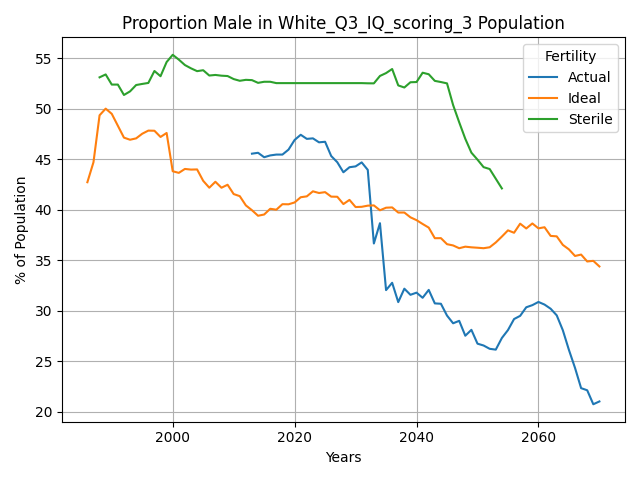 Proportion Male in White_Q3_IQ_scoring_3 Population
Fertility
Actual
Ideal
Sterile
% of Population
55
50
45
40
35
30
25
20
2000
2020
2040
2060
Years